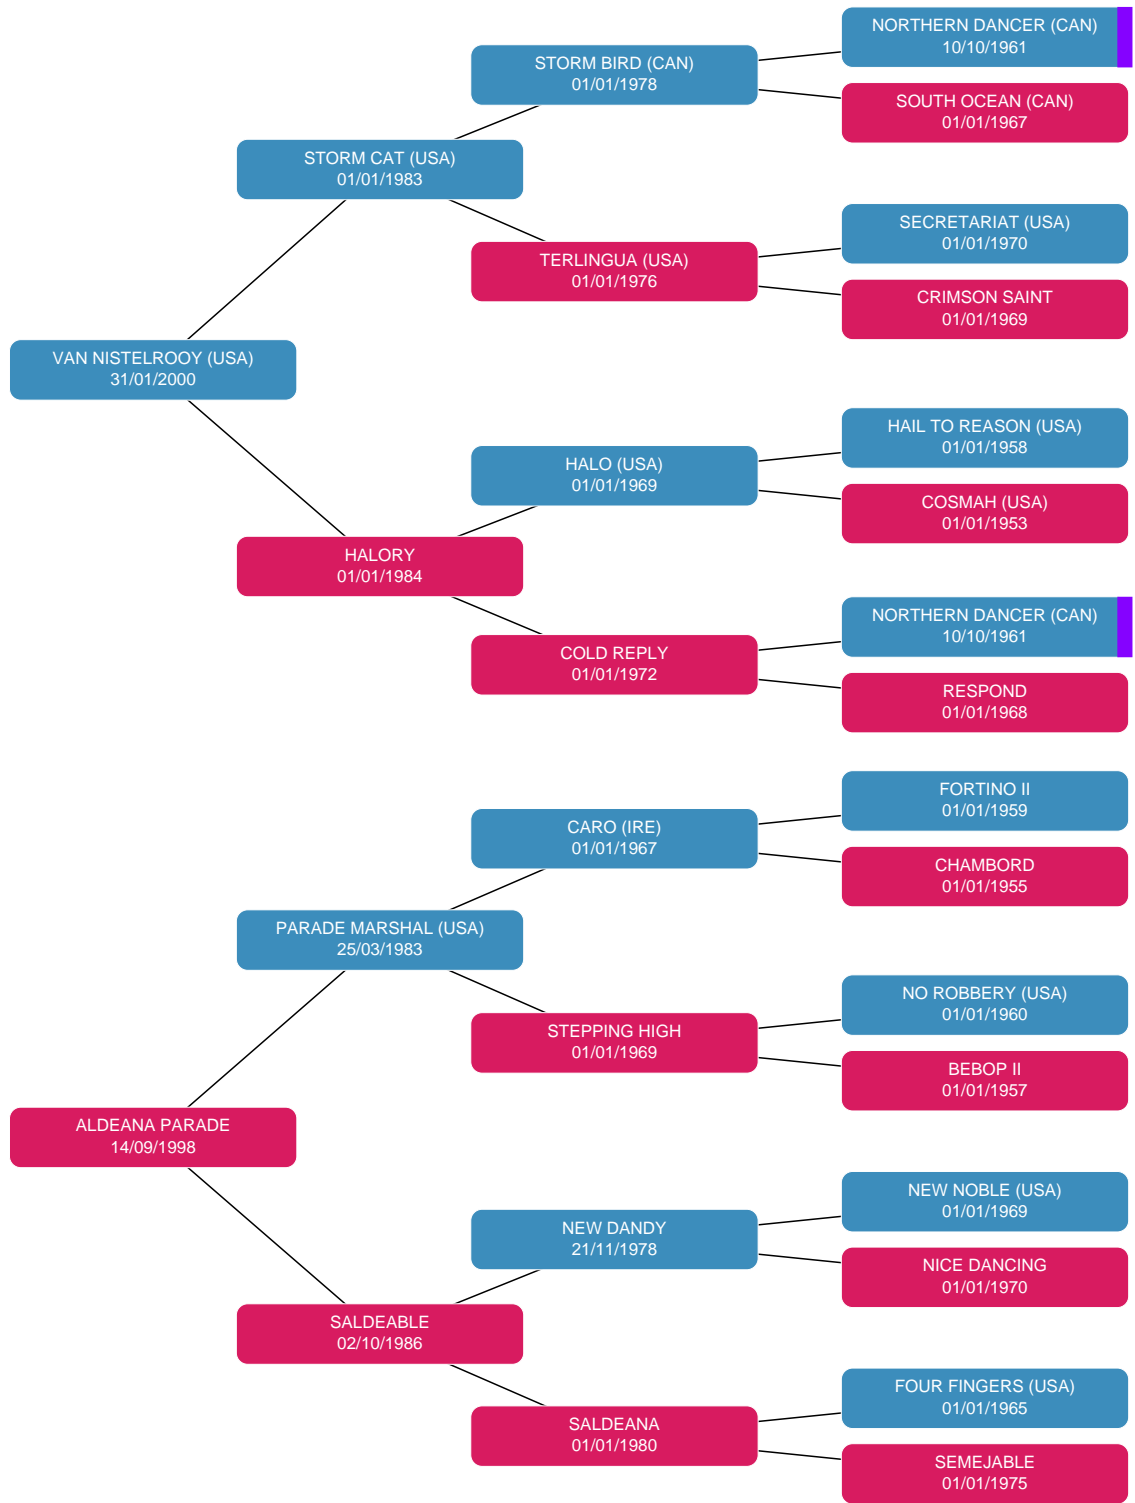 NORTHERN DANCER (CAN)
10/10/1961
STORM BIRD (CAN)
01/01/1978
SOUTH OCEAN (CAN)
01/01/1967
STORM CAT (USA)
01/01/1983
SECRETARIAT (USA)
01/01/1970
TERLINGUA (USA)
01/01/1976
CRIMSON SAINT
01/01/1969
VAN NISTELROOY (USA)
31/01/2000
HAIL TO REASON (USA)
01/01/1958
HALO (USA)
01/01/1969
COSMAH (USA)
01/01/1953
HALORY
01/01/1984
NORTHERN DANCER (CAN)
10/10/1961
COLD REPLY
01/01/1972
RESPOND
01/01/1968
FORTINO II
01/01/1959
CARO (IRE)
01/01/1967
CHAMBORD
01/01/1955
PARADE MARSHAL (USA)
25/03/1983
NO ROBBERY (USA)
01/01/1960
STEPPING HIGH
01/01/1969
BEBOP II
01/01/1957
ALDEANA PARADE
14/09/1998
NEW NOBLE (USA)
01/01/1969
NEW DANDY
21/11/1978
NICE DANCING
01/01/1970
SALDEABLE
02/10/1986
FOUR FINGERS (USA)
01/01/1965
SALDEANA
01/01/1980
SEMEJABLE
01/01/1975